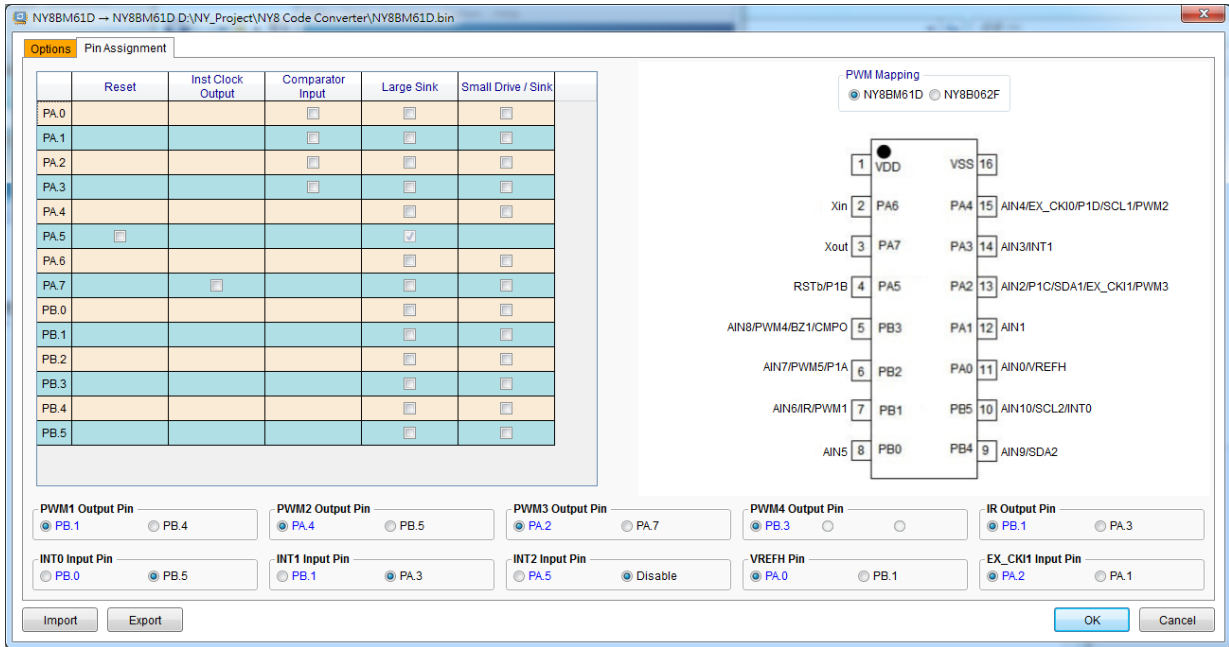 NY8BM61D → NY8BM61D D:\NY_Project\NY8 Code Converter\NY8BM61D.bin
Options Pin Assignment
Reset Inst Clock Output Comparator Input Large Sink Small Drive / Sink
PA.0
PA.1
PA.2
PA.3
PA.4
PA.5
PA.6
PA.7
PB.0
PB.1
PB.2
PB.3
PB.4
PB.5
PWM Mapping
NY8BM61D NY8B062F
1 VDD VSS 16
Xin 2 PA6 PA4 15 AIN4/EX_CKI0/P1D/SCL1/PWM2
Xout 3 PA7 PA3 14 AIN3/INT1
RSTb/P1B 4 PA5 PA2 13 AIN2/P1C/SDA1/EX_CKI1/PWM3
AIN8/PWM4/BZ1/CMPO 5 PB3 PA1 12 AIN1
AIN7/PWM5/P1A 6 PB2 PA0 11 AIN0/VREFH
AIN6/IR/PWM1 7 PB1 PB5 10 AIN10/SCL2/INT0
AIN5 8 PB0 PB4 9 AIN9/SDA2
PWM1 Output Pin PWM2 Output Pin PWM3 Output Pin PWM4 Output Pin IR Output Pin
PB.1 PB.4 PA.4 PB.5 PA.2 PA.7 PB.3 PB.1 PA.3
INT0 Input Pin INT1 Input Pin INT2 Input Pin VREFH Pin EX_CKI1 Input Pin
PB.0 PB.5 PB.1 PA.3 PA.5 Disable PA.0 PB.1 PA.2 PA.1
Import Export OK Cancel